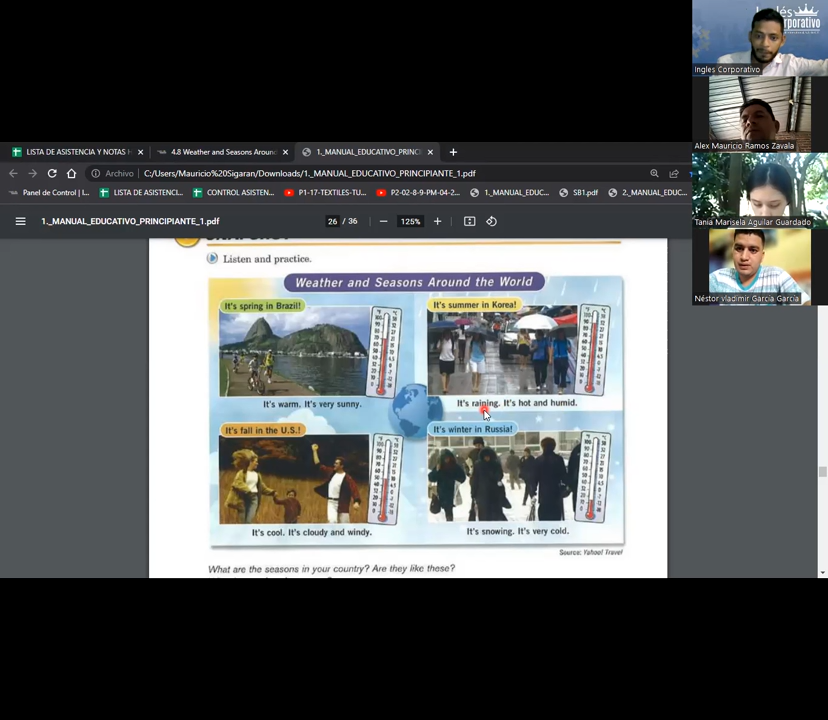 Inglés
Corporativo
Ingles Corporativo
Alex Mauricio Ramos Zavala
Tania Marisela Aguilar Guardado
Néstor vladimir Garcia Garcia
LISTA DE ASISTENCIA Y NOTAS
4.8 Weather and Seasons Around
1._MANUAL_EDUCATIVO_PRINCI
Archivo C:/Users/Mauricio%20Sigaran/Downloads/1._MANUAL_EDUCATIVO_PRINCIPIANTE_1.pdf
Panel de Control | I... LISTA DE ASISTENCI... CONTROL ASISTEN... P1-17-TEXTILES-TU... P2-02-8-9-PM-04-2... 1._MANUAL_EDUC... SB1.pdf 2._MANUAL_EDUC...
1._MANUAL_EDUCATIVO_PRINCIPIANTE_1.pdf 26 / 36 125%
Listen and practice.
Weather and Seasons Around the World
It's spring in Brazil!
It's summer in Korea!
It's warm. It's very sunny.
It's raining. It's hot and humid.
It's fall in the U.S.!
It's winter in Russia!
It's cool. It's cloudy and windy.
It's snowing. It's very cold.
Source: Yahoo! Travel
What are the seasons in your country? Are they like these?